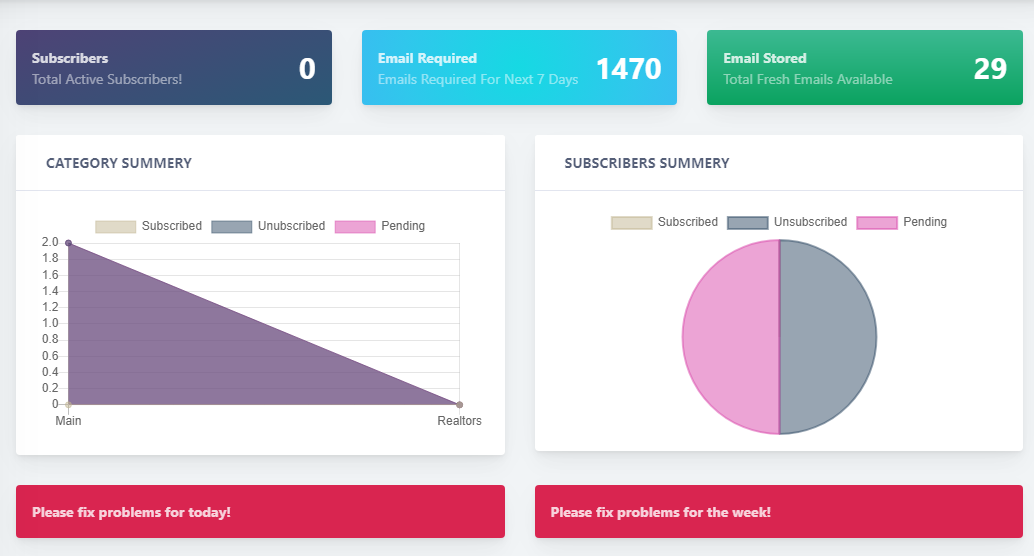 Subscribers
Total Active Subscribers!
0
Email Required
Emails Required For Next 7 Days
1470
Email Stored
Total Fresh Emails Available
29
CATEGORY SUMMERY
Subscribed Unubscribed Pending
2.0
1.8
1.6
1.4
1.2
1.0
0.8
0.6
0.4
0.2
0
Main Realtors
SUBSCRIBERS SUMMERY
Subscribed Unsubscribed Pending
Please fix problems for today!
Please fix problems for the week!